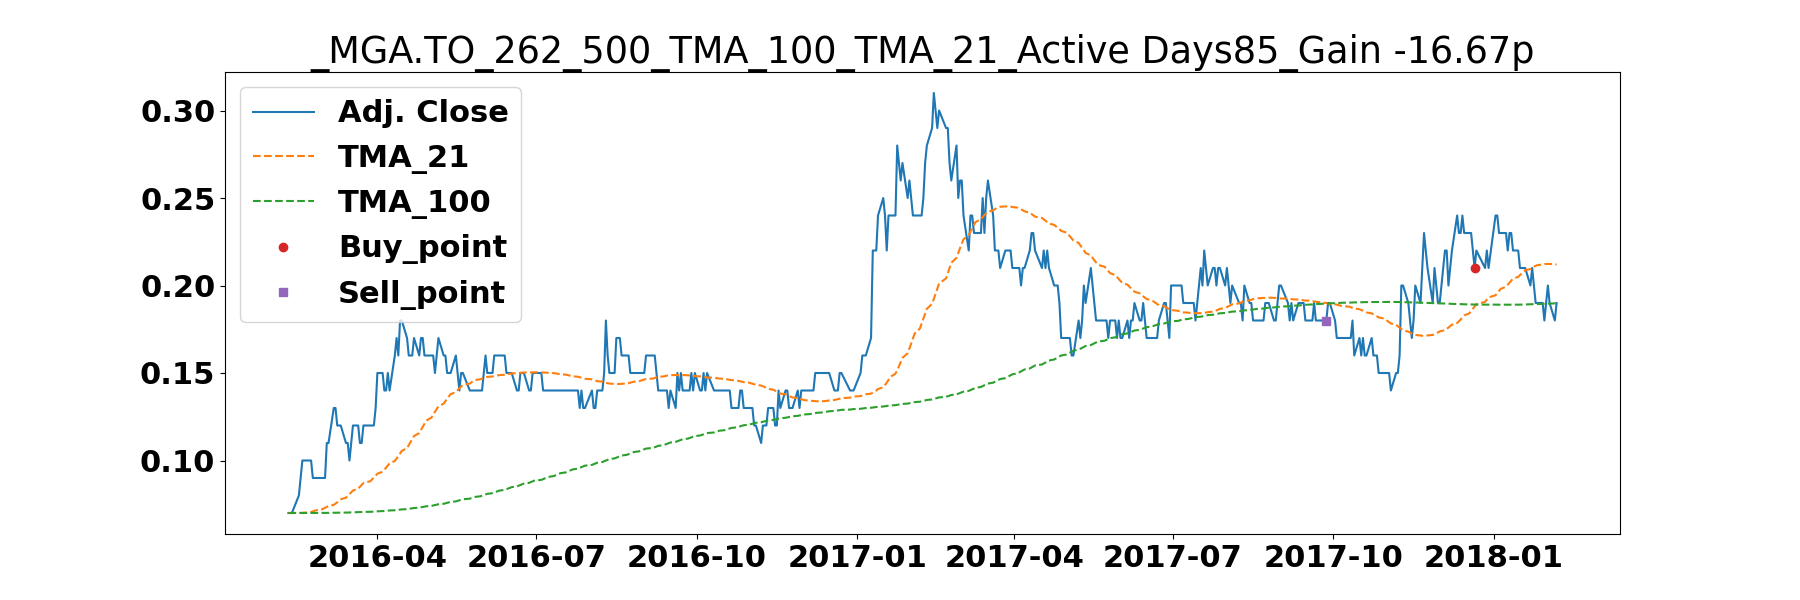 _MGA.TO_262_500_TMA_100_TMA_21_Active Days85_Gain -16.67p
0.30
0.25
0.20
0.15
0.10
Adj. Close
TMA_21
TMA_100
Buy_point
Sell_point
2016-04 2016-07 2016-10 2017-01 2017-04 2017-07 2017-10 2018-01